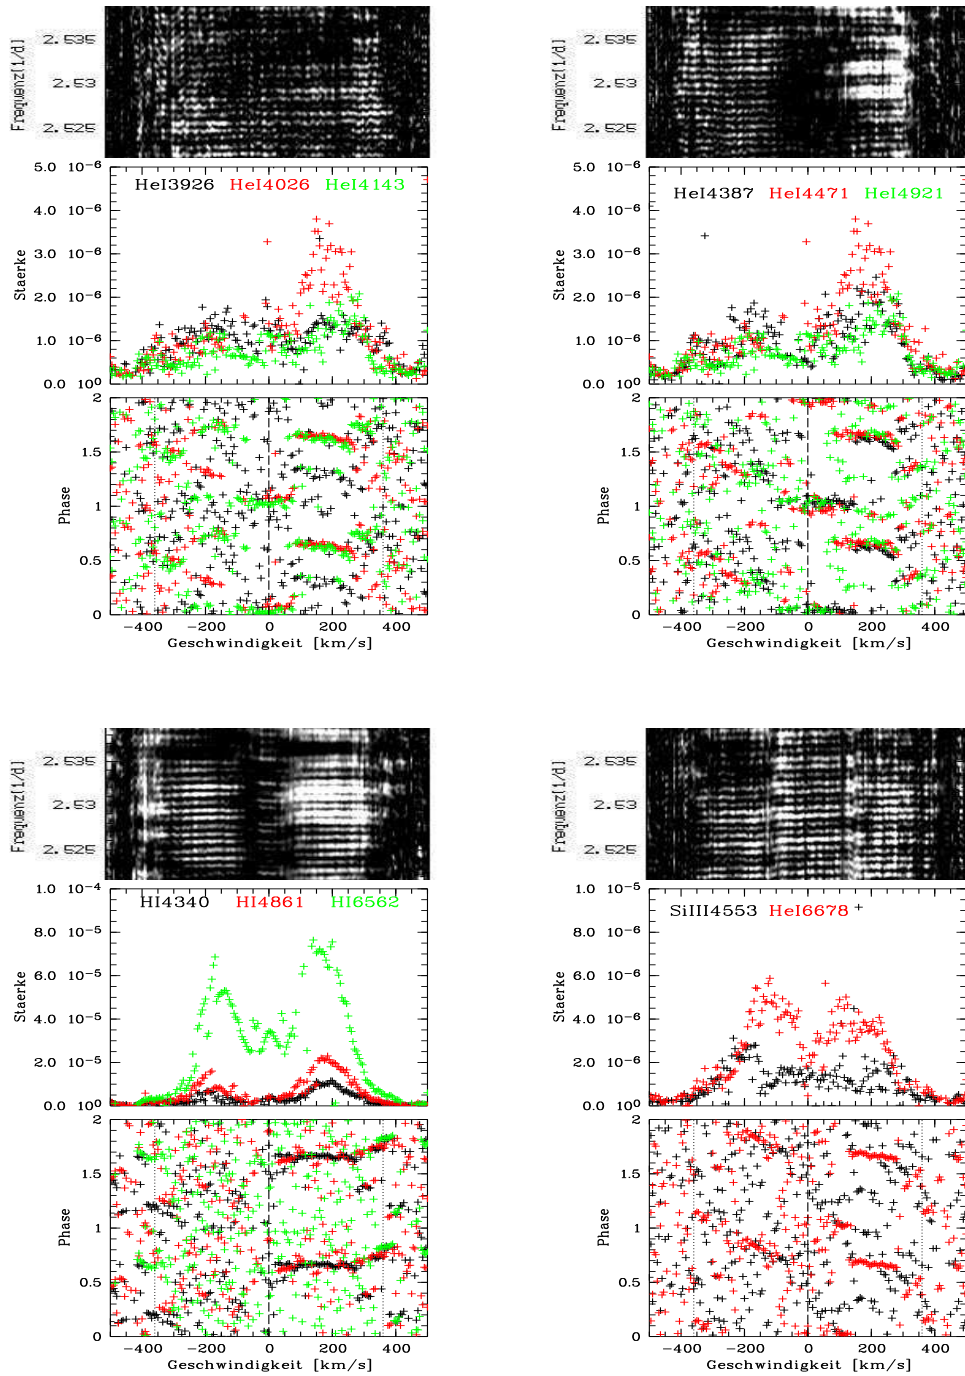 Frequenz[1/d]
2.535
2.53
2.525
Frequenz[1/d]
2.535
2.53
2.525
Staerke
5.0 10⁻⁶
4.0 10⁻⁶
3.0 10⁻⁶
2.0 10⁻⁶
1.0 10⁻⁶
0.0 10⁰
HeI3926 HeI4026 HeI4143
Staerke
5.0 10⁻⁶
4.0 10⁻⁶
3.0 10⁻⁶
2.0 10⁻⁶
1.0 10⁻⁶
0.0 10⁰
HeI4387 HeI4471 HeI4921
Phase
2
1.5
1
0.5
0
−400 −200 0 200 400
Geschwindigkeit [km/s]
Phase
2
1.5
1
0.5
0
−400 −200 0 200 400
Geschwindigkeit [km/s]
Frequenz[1/d]
2.535
2.53
2.525
Frequenz[1/d]
2.535
2.53
2.525
Staerke
1.0 10⁻⁴
8.0 10⁻⁵
6.0 10⁻⁵
4.0 10⁻⁵
2.0 10⁻⁵
0.0 10⁰
HI4340 HI4861 HI6562
Staerke
1.0 10⁻⁵
8.0 10⁻⁶
6.0 10⁻⁶
4.0 10⁻⁶
2.0 10⁻⁶
0.0 10⁰
SiIII4553 HeI6678
Phase
2
1.5
1
0.5
0
−400 −200 0 200 400
Geschwindigkeit [km/s]
Phase
2
1.5
1
0.5
0
−400 −200 0 200 400
Geschwindigkeit [km/s]